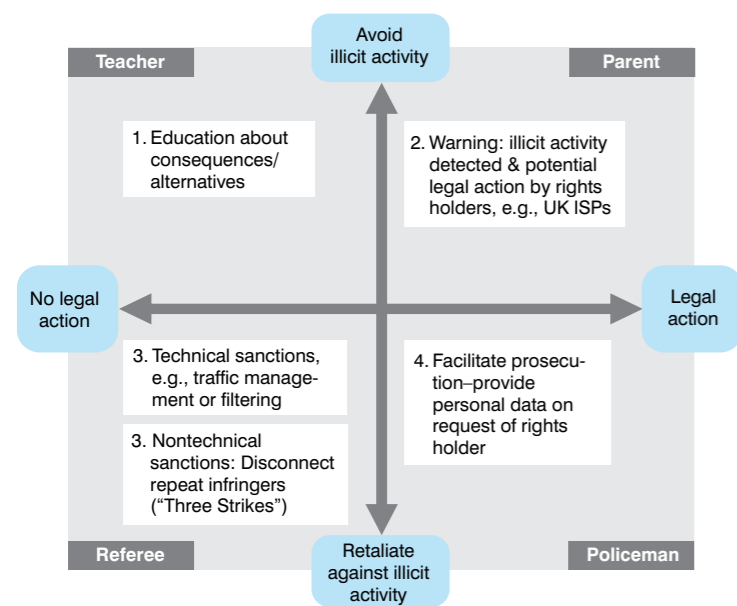 Avoid
illicit activity
Teacher
Parent
1. Education about
consequences/
alternatives
2. Warning: illicit activity
detected & potential
legal action by rights
holders, e.g., UK ISPs
No legal
action
Legal
action
3. Technical sanctions,
e.g., traffic manage-
ment or filtering
3. Nontechnical
sanctions: Disconnect
repeat infringers
(“Three Strikes”)
4. Facilitate prosecu-
tion–provide
personal data on
request of rights
holder
Referee
Policeman
Retaliate
against illicit
activity